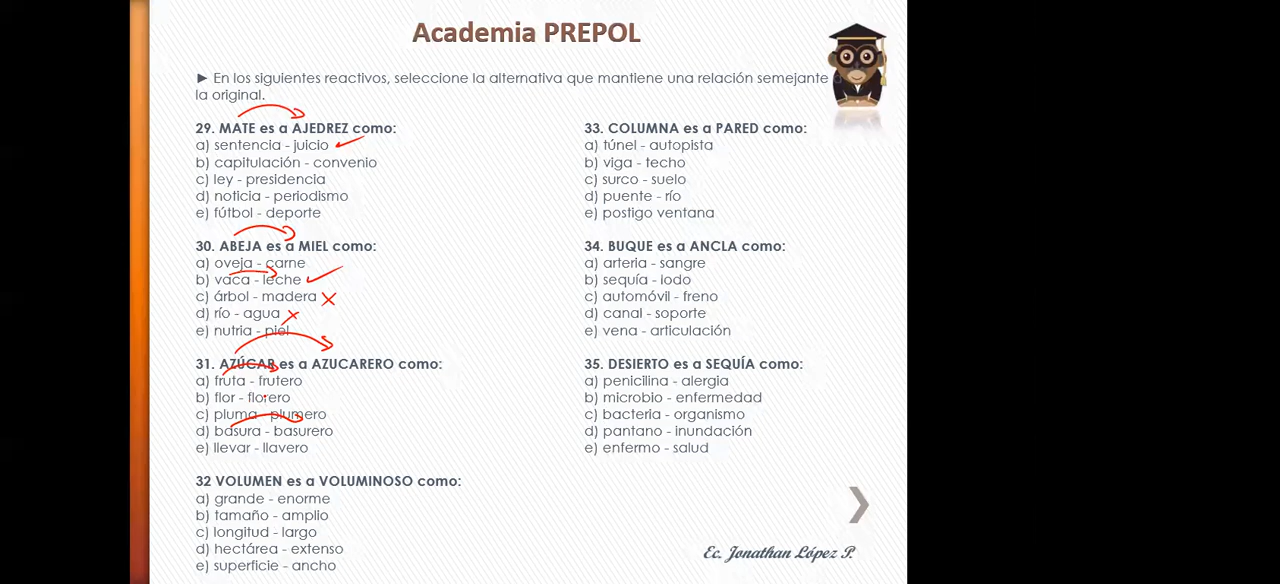 Academia PREPOL
► En los siguientes reactivos, seleccione la alternativa que mantiene una relación semejante a
la original.
29. MATE es a AJEDREZ como:
a) sentencia - juicio
b) capitulación - convenio
c) ley - presidencia
d) noticia - periodismo
e) fútbol - deporte
30. ABEJA es a MIEL como:
a) oveja - carne
b) vaca - leche
c) árbol - madera
d) río - agua
e) nutria - piel
31. AZÚCAR es a AZUCARERO como:
a) fruta - frutero
b) flor - florero
c) pluma - plumero
d) basura - basurero
e) llevar - llavero
32 VOLUMEN es a VOLUMINOSO como:
a) grande - enorme
b) tamaño - amplio
c) longitud - largo
d) hectárea - extenso
e) superficie - ancho
33. COLUMNA es a PARED como:
a) túnel - autopista
b) viga - techo
c) surco - suelo
d) puente - río
e) postigo ventana
34. BUQUE es a ANCLA como:
a) arteria - sangre
b) sequía - lodo
c) automóvil - freno
d) canal - soporte
e) vena - articulación
35. DESIERTO es a SEQUÍA como:
a) penicilina - alergia
b) microbio - enfermedad
c) bacteria - organismo
d) pantano - inundación
e) enfermo - salud
Ec. Jonathan López P.